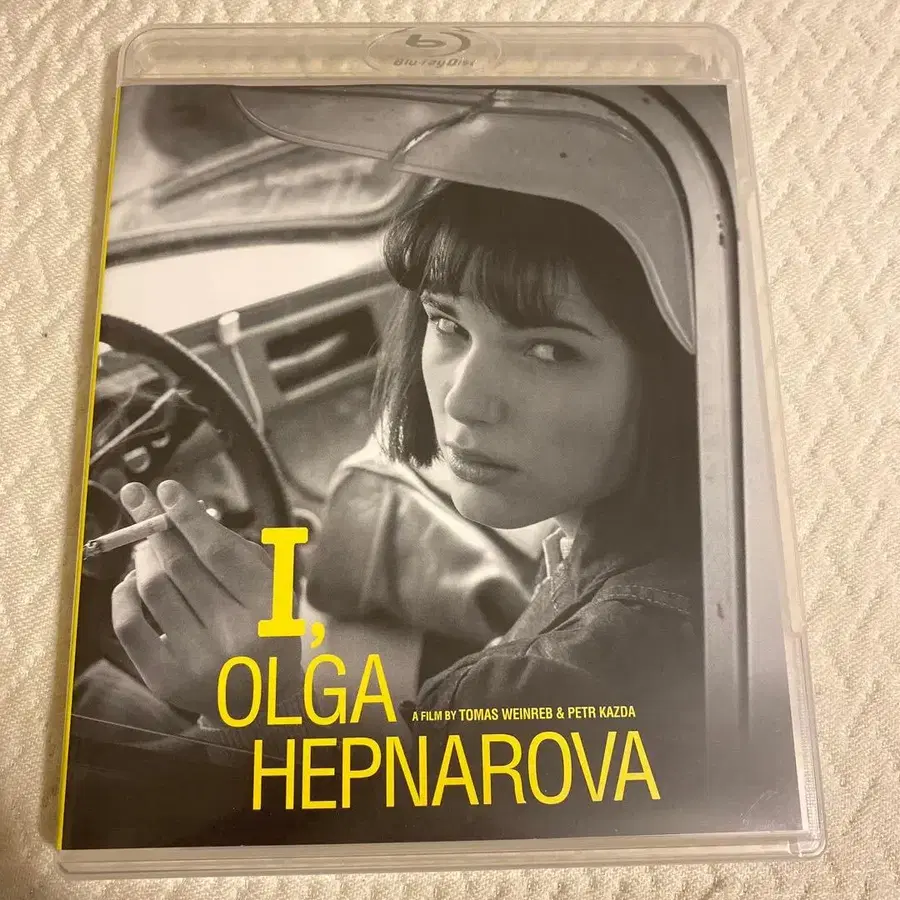 Blu-ray Disc
I,
OLGA
A FILM BY TOMAS WEINREB & PETR KAZDA
HEPNAROVA